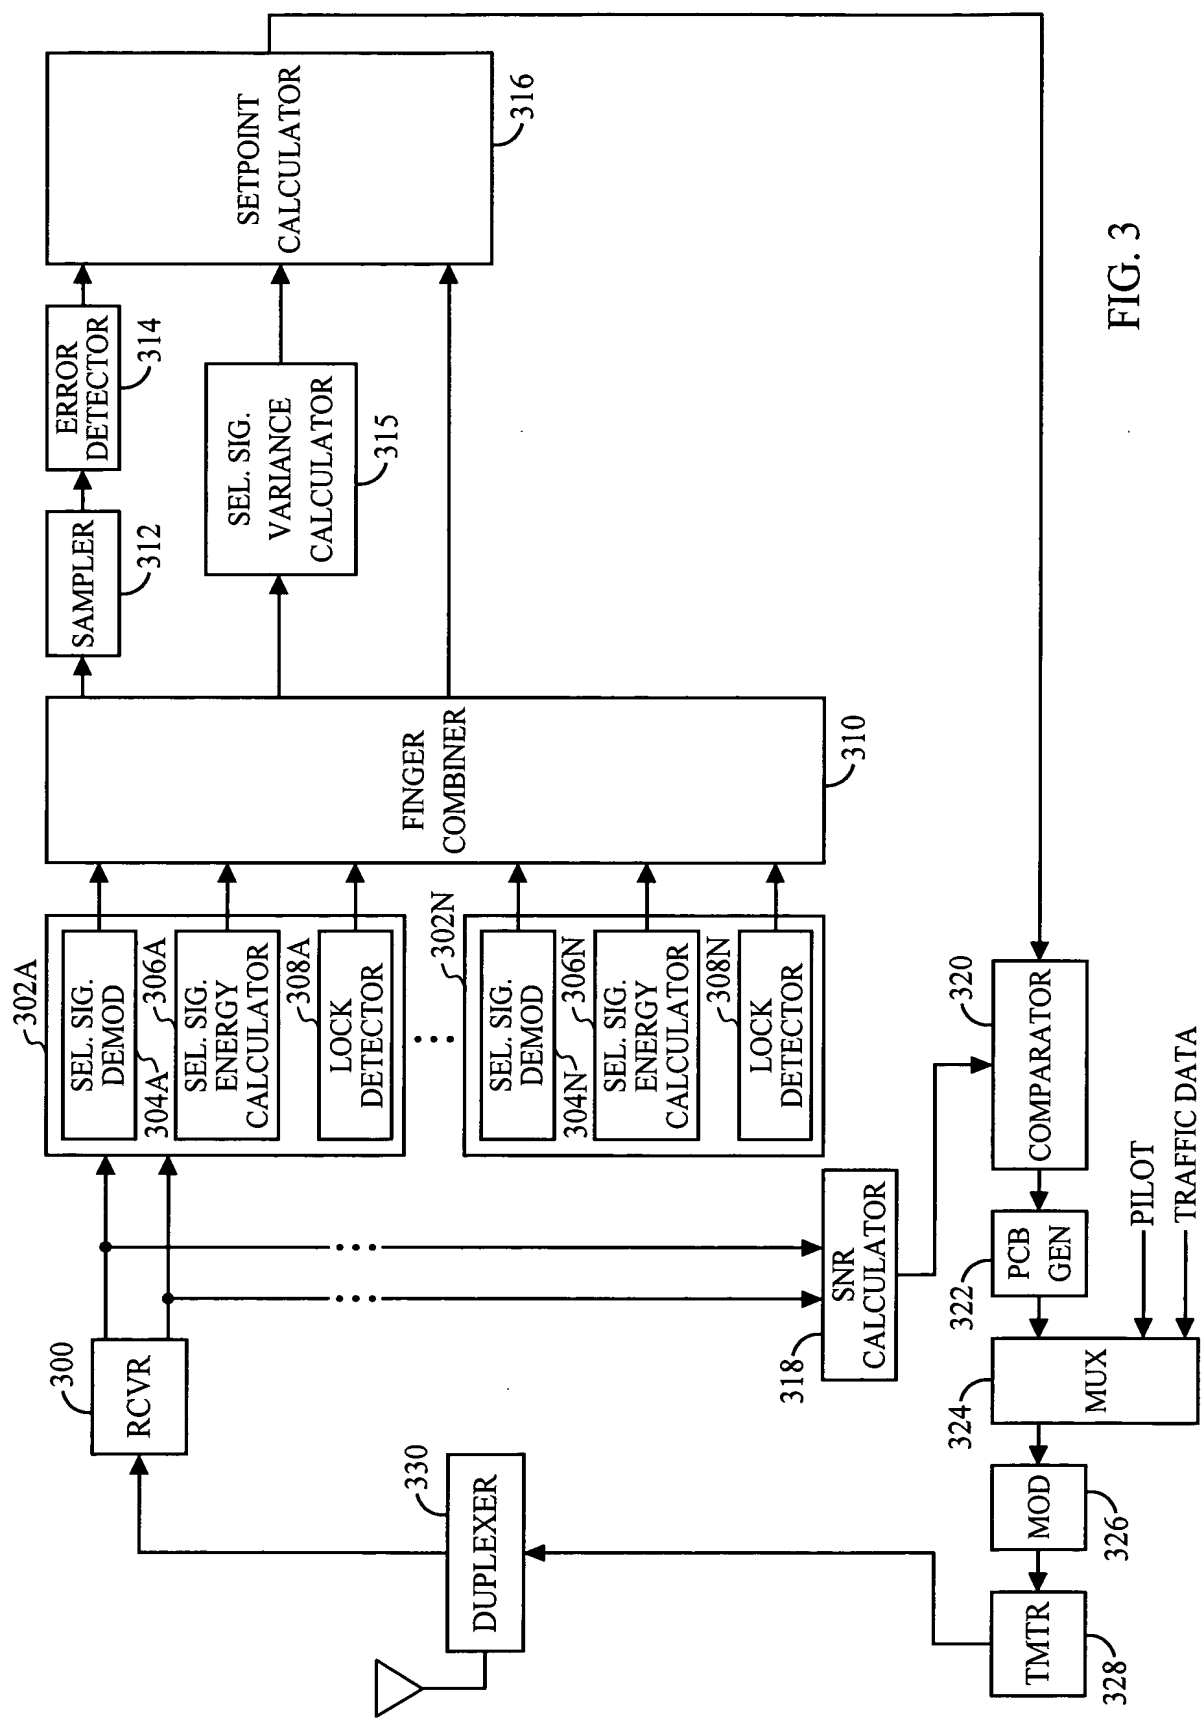 300
RCVR
302A
SEL. SIG.
DEMOD
304A
306A
SEL. SIG.
ENERGY
CALCULATOR
308A
LOCK
DETECTOR
302N
SEL. SIG.
DEMOD
304N
306N
SEL. SIG.
ENERGY
CALCULATOR
308N
LOCK
DETECTOR
FINGER
COMBINER
310
SAMPLER
312
ERROR
DETECTOR
314
SEL. SIG.
VARIANCE
CALCULATOR
315
SETPOINT
CALCULATOR
316
330
DUPLEXER
318
SNR
CALCULATOR
TMTR
328
MOD
326
324
MUX
322
PCB
GEN
320
COMPARATOR
PILOT
TRAFFIC DATA
FIG. 3